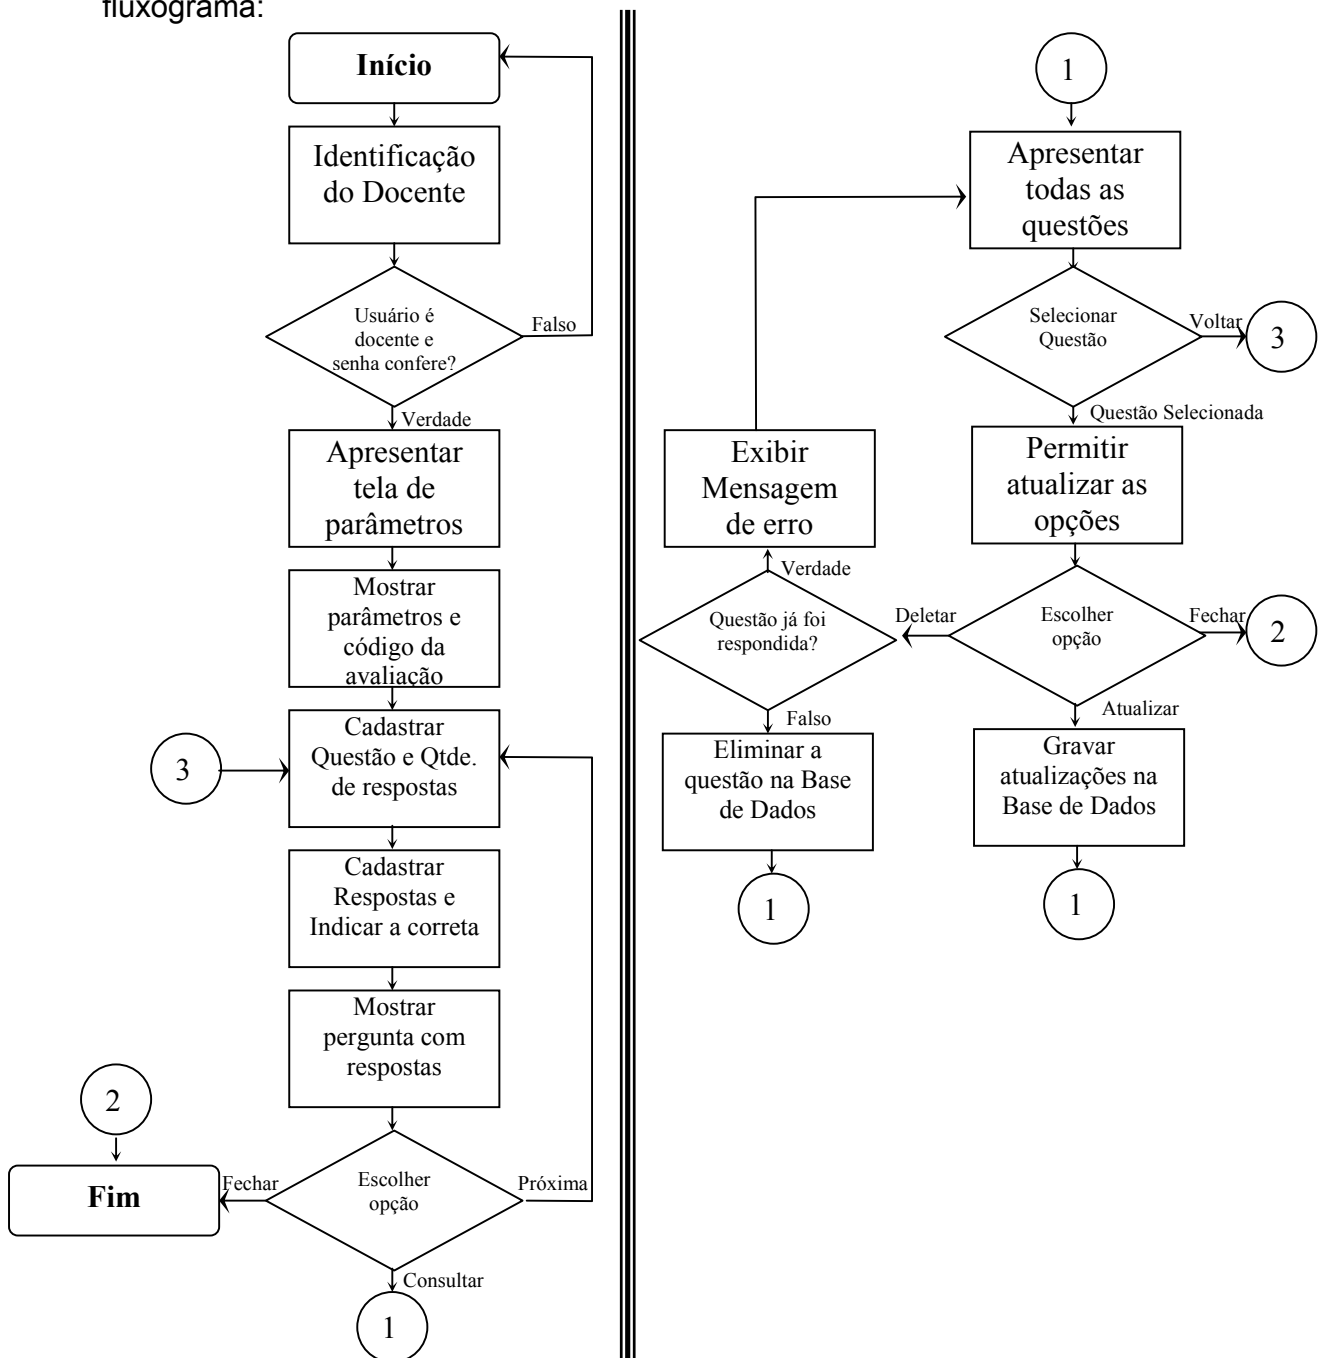 fluxograma:
Início
Identificação
do Docente
Usuário é
docente e
senha confere?
Falso
Verdade
Apresentar
tela de
parâmetros
Mostrar
parâmetros e
código da
avaliação
Cadastrar
Questão e Qtde.
de respostas
3
Cadastrar
Respostas e
Indicar a correta
Mostrar
pergunta com
respostas
2
Fim
Fechar
Escolher
opção
Próxima
Consultar
1
1
Apresentar
todas as
questões
Selecionar
Questão
Voltar
3
Questão Selecionada
Permitir
atualizar as
opções
Exibir
Mensagem
de erro
Verdade
Questão já foi
respondida?
Deletar
Escolher
opção
Fechar
2
Falso
Atualizar
Eliminar a
questão na Base
de Dados
Gravar
atualizações na
Base de Dados
1
1